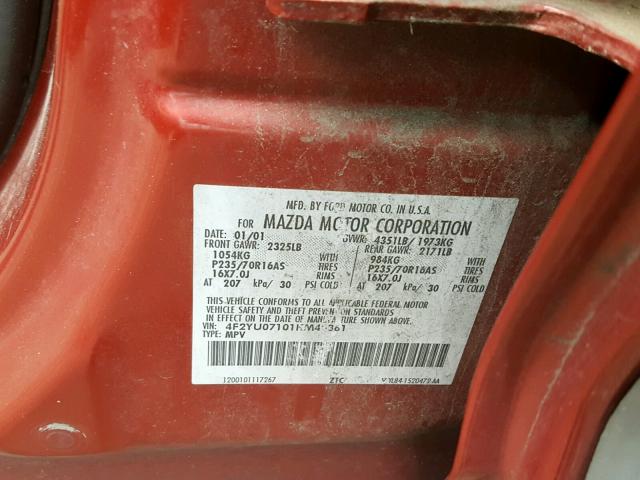 MFD. BY FORD MOTOR CO. IN U.S.A.
FOR MAZDA MOTOR CORPORATION
DATE: 01/01 GVWR: 4351LB/ 1973KG
FRONT GAWR: 2325LB REAR GAWR: 2171LB
1054KG WITH 984KG WITH
P235/70R16AS TIRES P235/70R16AS TIRES
16X7.0J RIMS 16X7.0J RIMS
AT 207 kPa/ 30 PSI COLD AT 207 kPa/ 30 PSI COLD
THIS VEHICLE CONFORMS TO ALL APPLICABLE FEDERAL MOTOR
VEHICLE SAFETY AND THEFT PREVENTION STANDARDS
IN EFFECT ON THE DATE OF MANUFACTURE SHOWN ABOVE.
VIN:
TYPE: MPV
1200101117267 ZTC